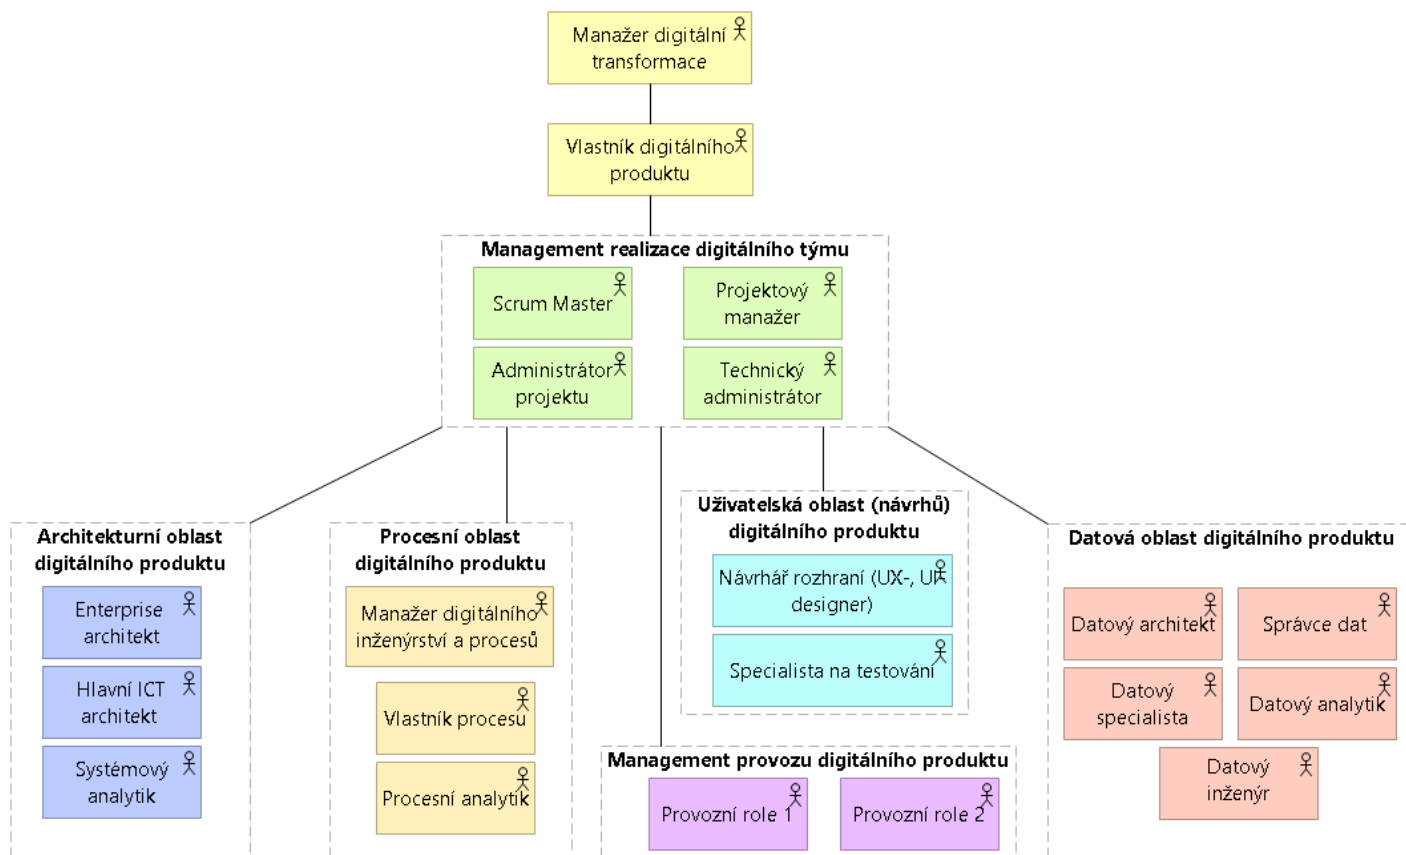 Manažer digitální
transformace
Vlastník digitálního
produktu
Management realizace digitálního týmu
Scrum Master
Projektový
manažer
Administrátor
projektu
Technický
administrátor
Architekturní oblast
digitálního produktu
Enterprise
architekt
Hlavní ICT
architekt
Systémový
analytik
Procesní oblast
digitálního produktu
Manažer digitálního
inženýrství a procesů
Vlastník procesu
Procesní analytik
Uživatelská oblast (návrhů)
digitálního produktu
Návrhář rozhraní (UX-, UI-
designer)
Specialista na testování
Management provozu digitálního produktu
Provozní role 1
Provozní role 2
Datová oblast digitálního produktu
Datový architekt
Správce dat
Datový
specialista
Datový analytik
Datový
inženýr